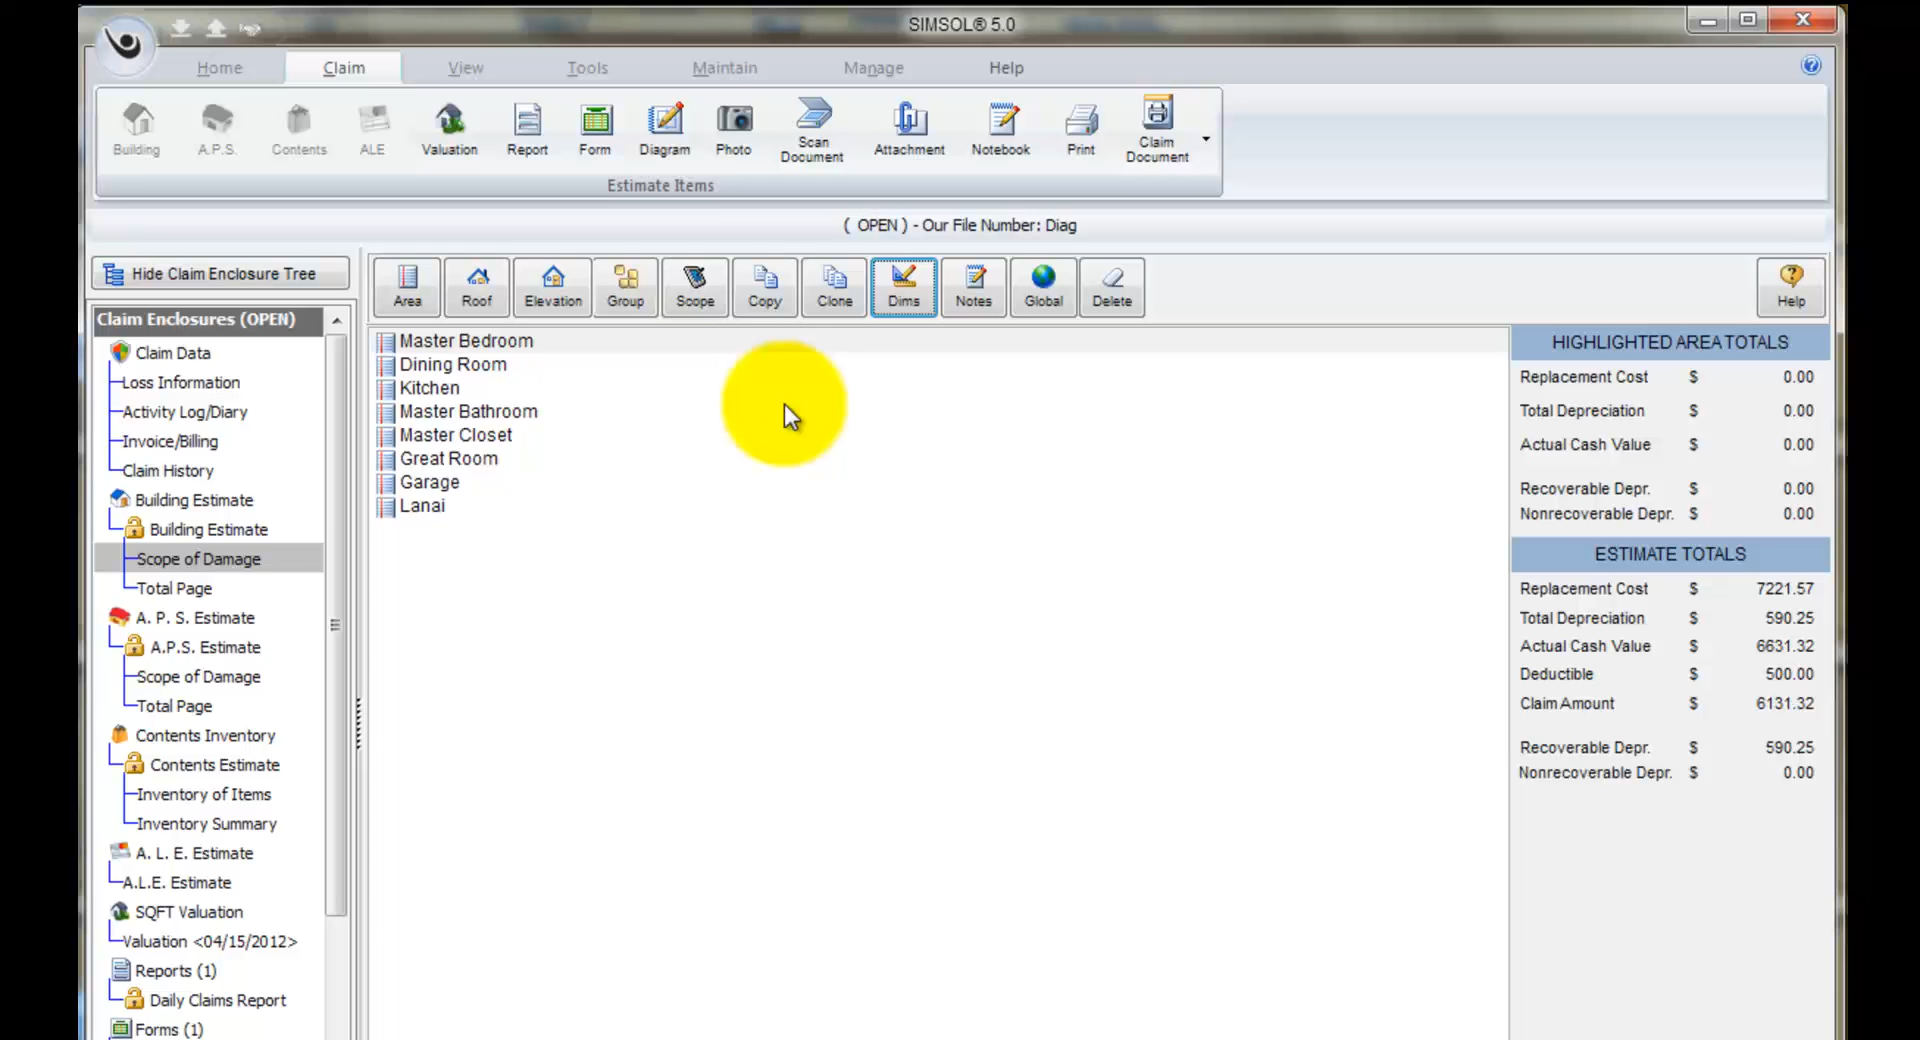 SIMSOL® 5.0
Home Claim View Tools Maintain Manage Help
Building A.P.S. Contents ALE Valuation Report Form Diagram Photo Scan Document Attachment Notebook Print Claim Document
Estimate Items
( OPEN ) - Our File Number: Diag
Hide Claim Enclosure Tree
Area Roof Elevation Group Scope Copy Clone Dims Notes Global Delete Help
Claim Enclosures (OPEN)
Claim Data
Loss Information
Activity Log/Diary
Invoice/Billing
Claim History
Building Estimate
Building Estimate
Scope of Damage
Total Page
A. P. S. Estimate
A.P.S. Estimate
Scope of Damage
Total Page
Contents Inventory
Contents Estimate
Inventory of Items
Inventory Summary
A. L. E. Estimate
A.L.E. Estimate
SQFT Valuation
Valuation <04/15/2012>
Reports (1)
Daily Claims Report
Forms (1)
Master Bedroom
Dining Room
Kitchen
Master Bathroom
Master Closet
Great Room
Garage
Lanai
HIGHLIGHTED AREA TOTALS
Replacement Cost $ 0.00
Total Depreciation $ 0.00
Actual Cash Value $ 0.00
Recoverable Depr. $ 0.00
Nonrecoverable Depr. $ 0.00
ESTIMATE TOTALS
Replacement Cost $ 7221.57
Total Depreciation $ 590.25
Actual Cash Value $ 6631.32
Deductible $ 500.00
Claim Amount $ 6131.32
Recoverable Depr. $ 590.25
Nonrecoverable Depr. $ 0.00